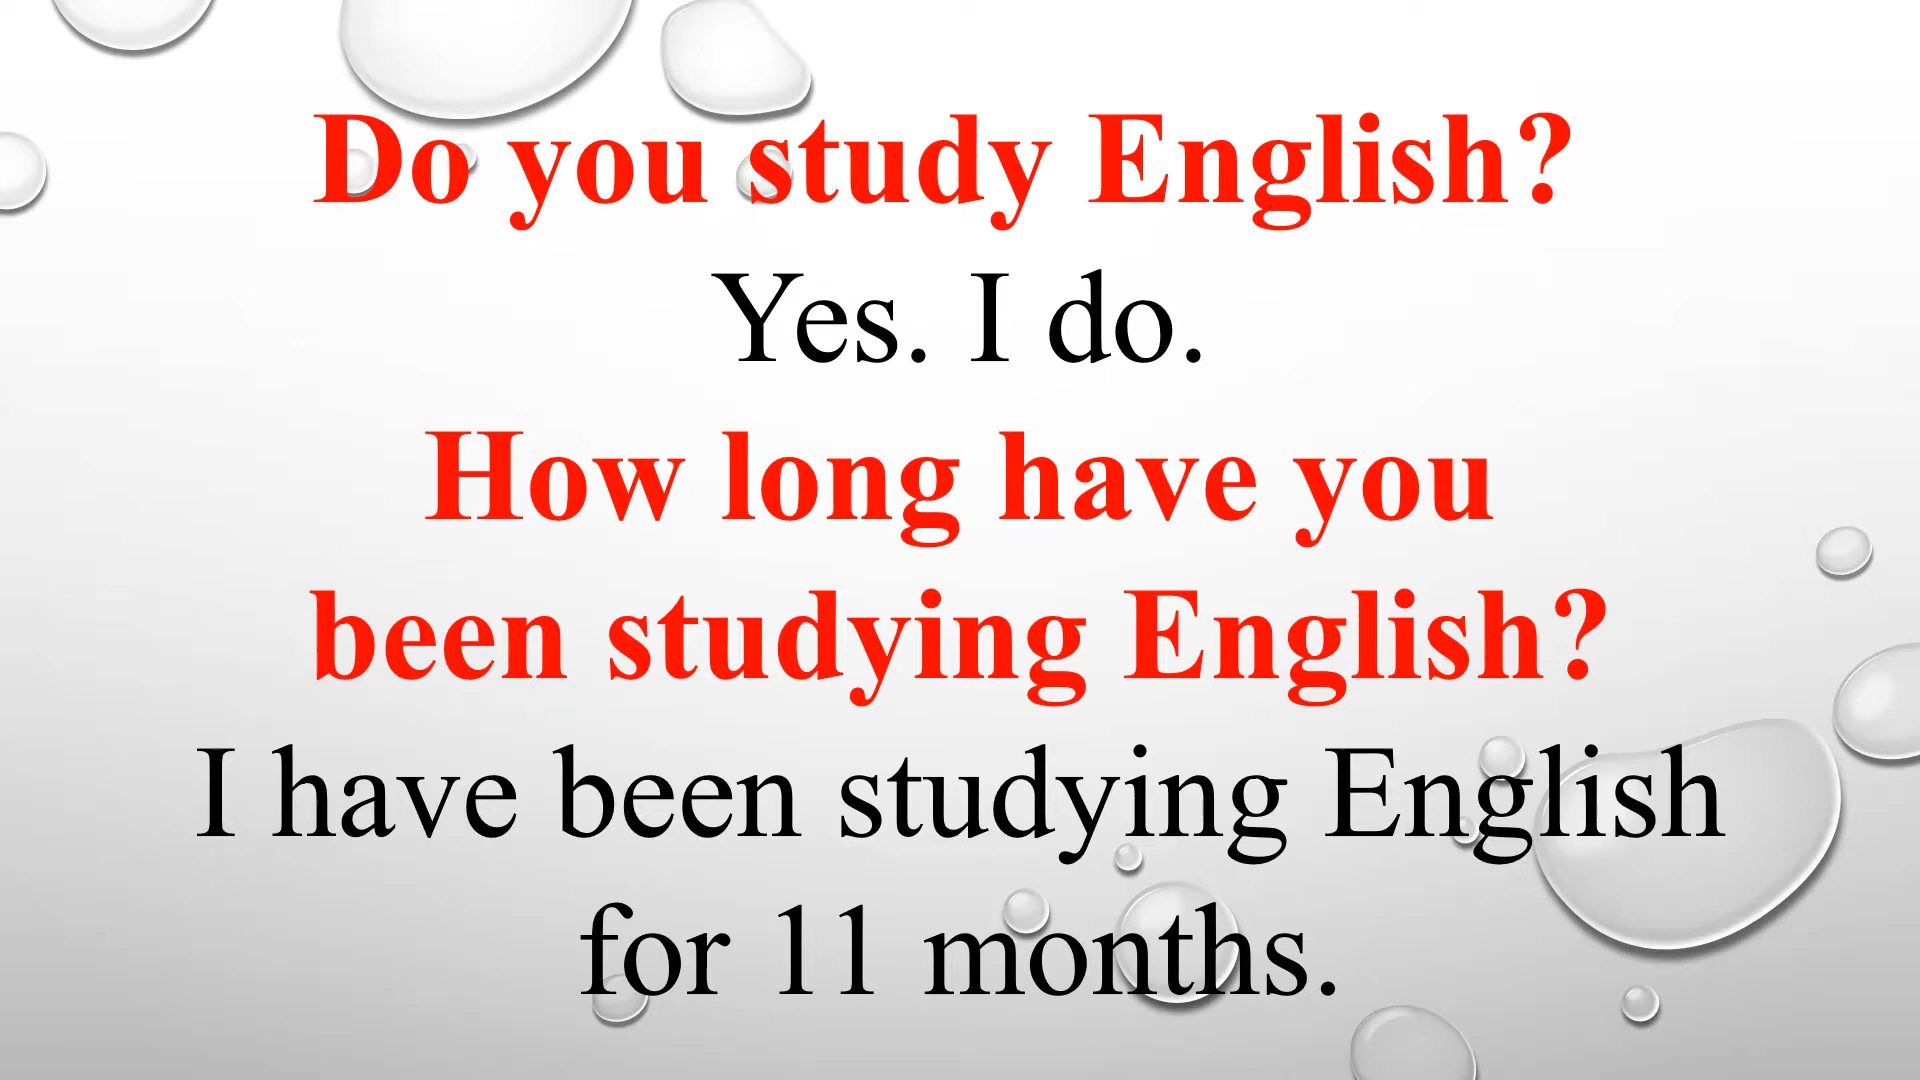 Do you study English?
Yes. I do.
How long have you
been studying English?
I have been studying English
for 11 months.